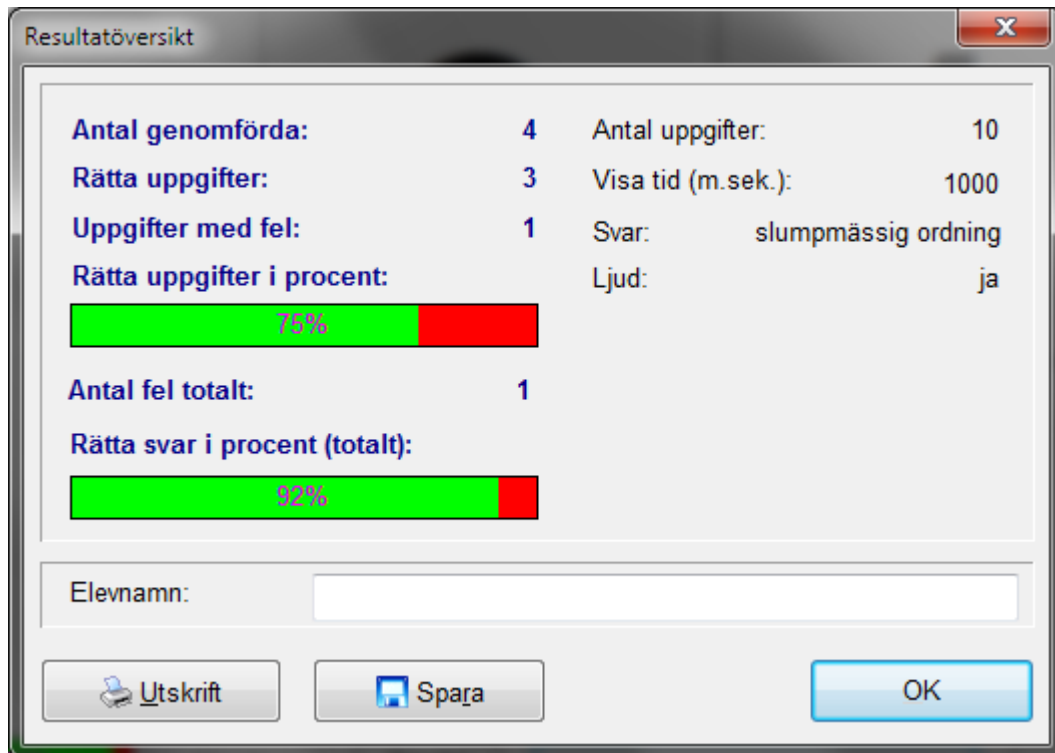 Resultatöversikt
Antal genomförda: 4
Rätta uppgifter: 3
Uppgifter med fel: 1
Rätta uppgifter i procent:
75%
Antal fel totalt: 1
Rätta svar i procent (totalt):
92%
Antal uppgifter: 10
Visa tid (m.sek.): 1000
Svar: slumpmässig ordning
Ljud: ja
Elevnamn:
Utskrift
Spara
OK